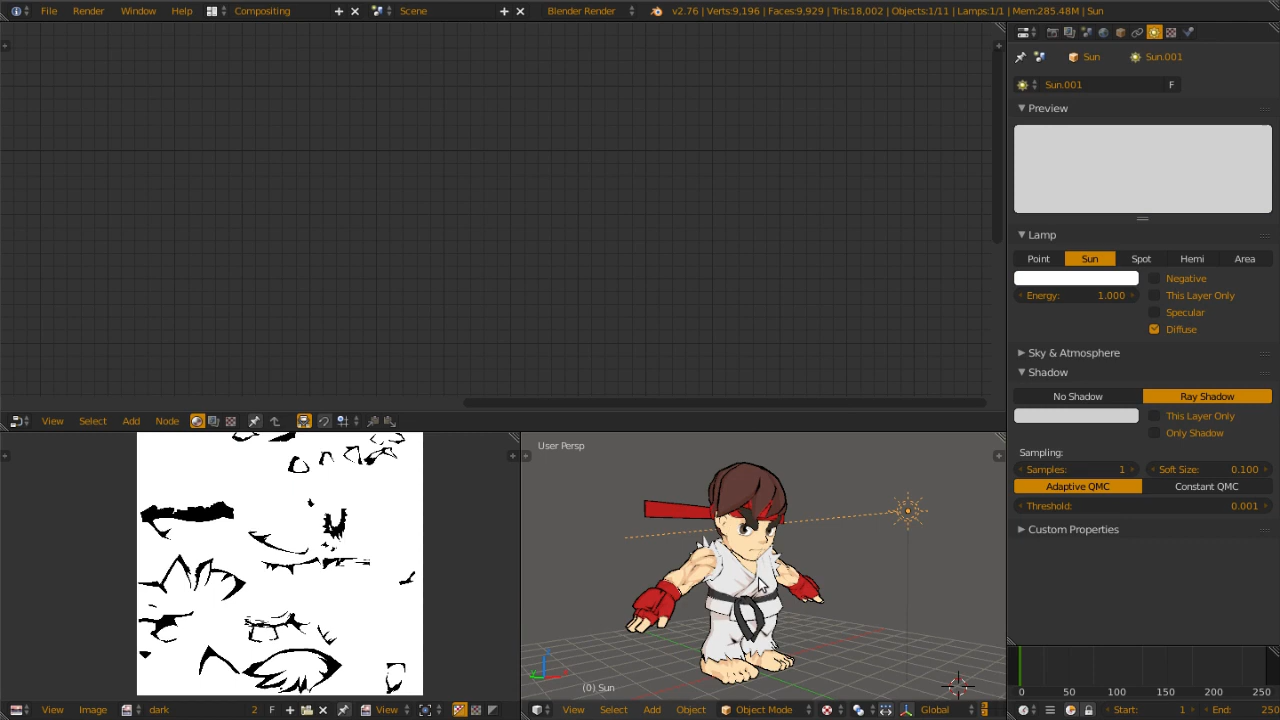 File Render Window Help Compositing Scene Blender Render v2.76 | Verts:9,196 | Faces:9,929 | Tris:18,002 | Objects:1/11 | Lamps:1/1 | Mem:285.48M | Sun
Sun Sun.001
Sun.001 F
Preview
Lamp
Point Sun Spot Hemi Area
Negative
Energy: 1.000 This Layer Only
Specular
Diffuse
Sky & Atmosphere
Shadow
No Shadow Ray Shadow
This Layer Only
Only Shadow
Sampling:
Samples: 1 Soft Size: 0.100
Adaptive QMC Constant QMC
Threshold: 0.001
Custom Properties
View Select Add Node
User Persp
(0) Sun
0 50 100 150 200 250
View Image dark 2 F View
View Select Add Object Object Mode Global
Start: 1 End: 250